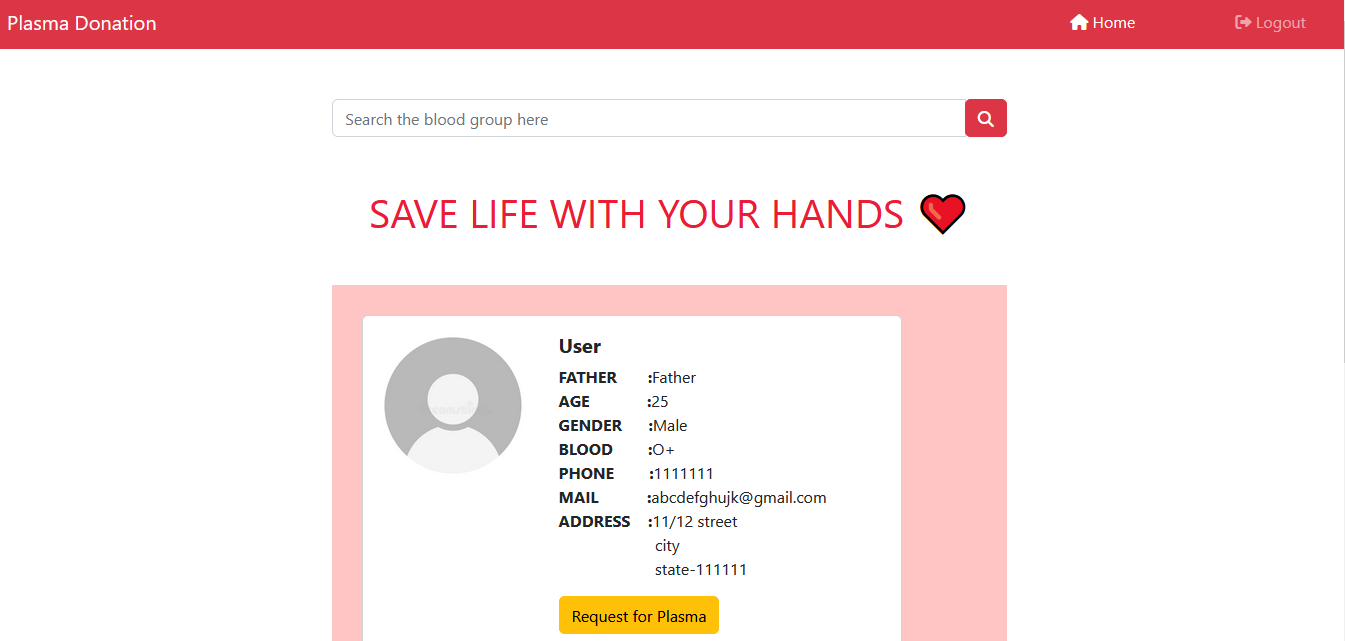 Plasma Donation
Home
Logout
Search the blood group here
SAVE LIFE WITH YOUR HANDS
User
FATHER :Father
AGE :25
GENDER :Male
BLOOD :O+
PHONE :1111111
MAIL :abcdefghujk@gmail.com
ADDRESS :11/12 street
city
state-111111
Request for Plasma